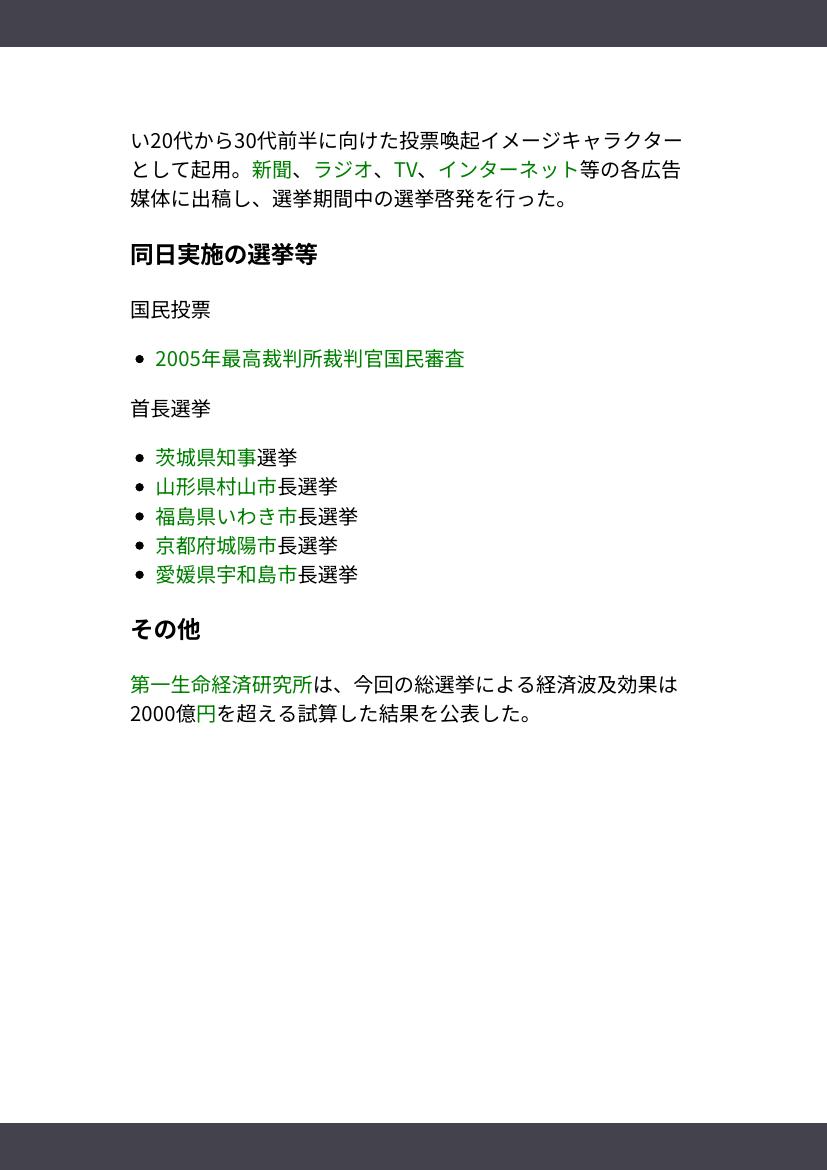 い20代から30代前半に向けた投票喚起イメージキャラクター
として起用。新聞、ラジオ、TV、インターネット等の各広告
媒体に出稿し、選挙期間中の選挙啓発を行った。
同日実施の選挙等
国民投票
● 2005年最高裁判所裁判官国民審査
首長選挙
● 茨城県知事選挙
● 山形県村山市長選挙
● 福島県いわき市長選挙
● 京都府城陽市長選挙
● 愛媛県宇和島市長選挙
その他
第一生命経済研究所は、今回の総選挙による経済波及効果は
2000億円を超える試算した結果を公表した。